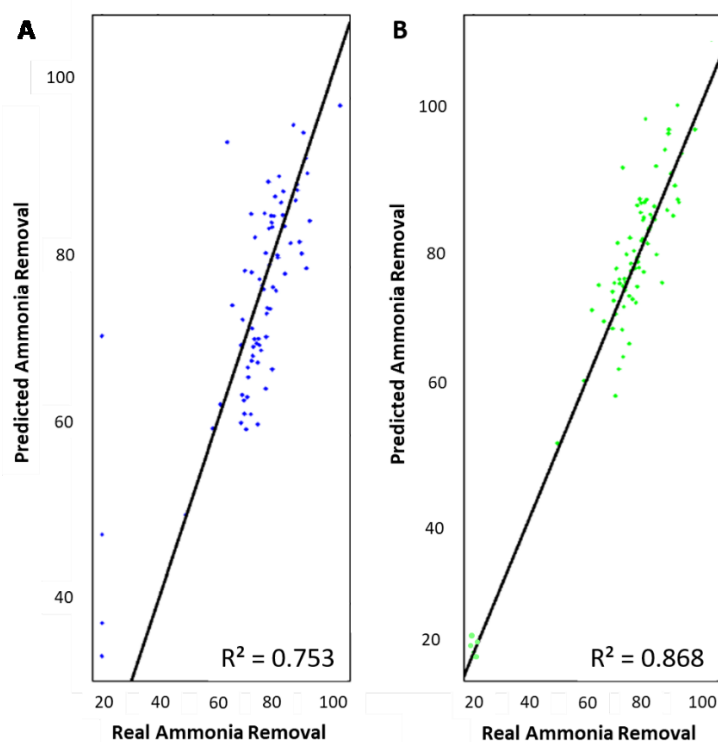 A
B
100
80
60
40
Predicted Ammonia Removal
R² = 0.753
20 40 60 80 100
Real Ammonia Removal
100
80
60
40
20
Predicted Ammonia Removal
R² = 0.868
20 40 60 80 100
Real Ammonia Removal